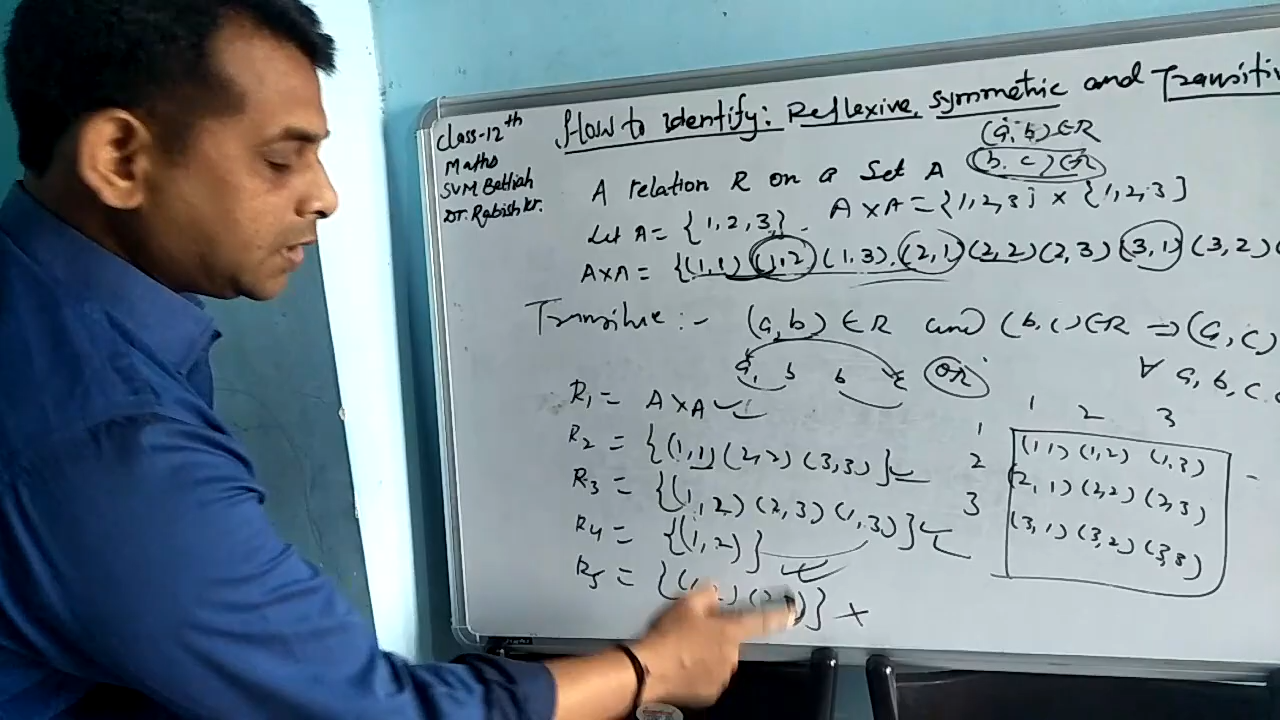 class-12th
Maths
SVM Bettiah
Dr. Rabish kr.
How to identify: Reflexive, symmetric and Transitiv
(a, b) ∈ R
(b, c) ∈ R
A relation R on a Set A
Let A = {1, 2, 3}.
A×A = {1, 2, 3} × {1, 2, 3}
A×A = {(1,1) (1,2) (1,3), (2,1) (2,2) (2,3) (3,1) (3,2) (
Transitive :- (a, b) ∈ R and (b, c) ∈ R ⇒ (a, c)
a, b b c OR
∀ a, b, c.
R1 = A×A ✓
R2 = {(1,1) (2,2) (3,3)} ✓
R3 = {(1,2) (2,3) (1,3)} ✓
R4 = {(1,2)} ✓
R5 = {(1, ) (2, )} ×
1 2 3
1 (1,1) (1,2) (1,3)
2 (2,1) (2,2) (2,3)
3 (3,1) (3,2) (3,3)